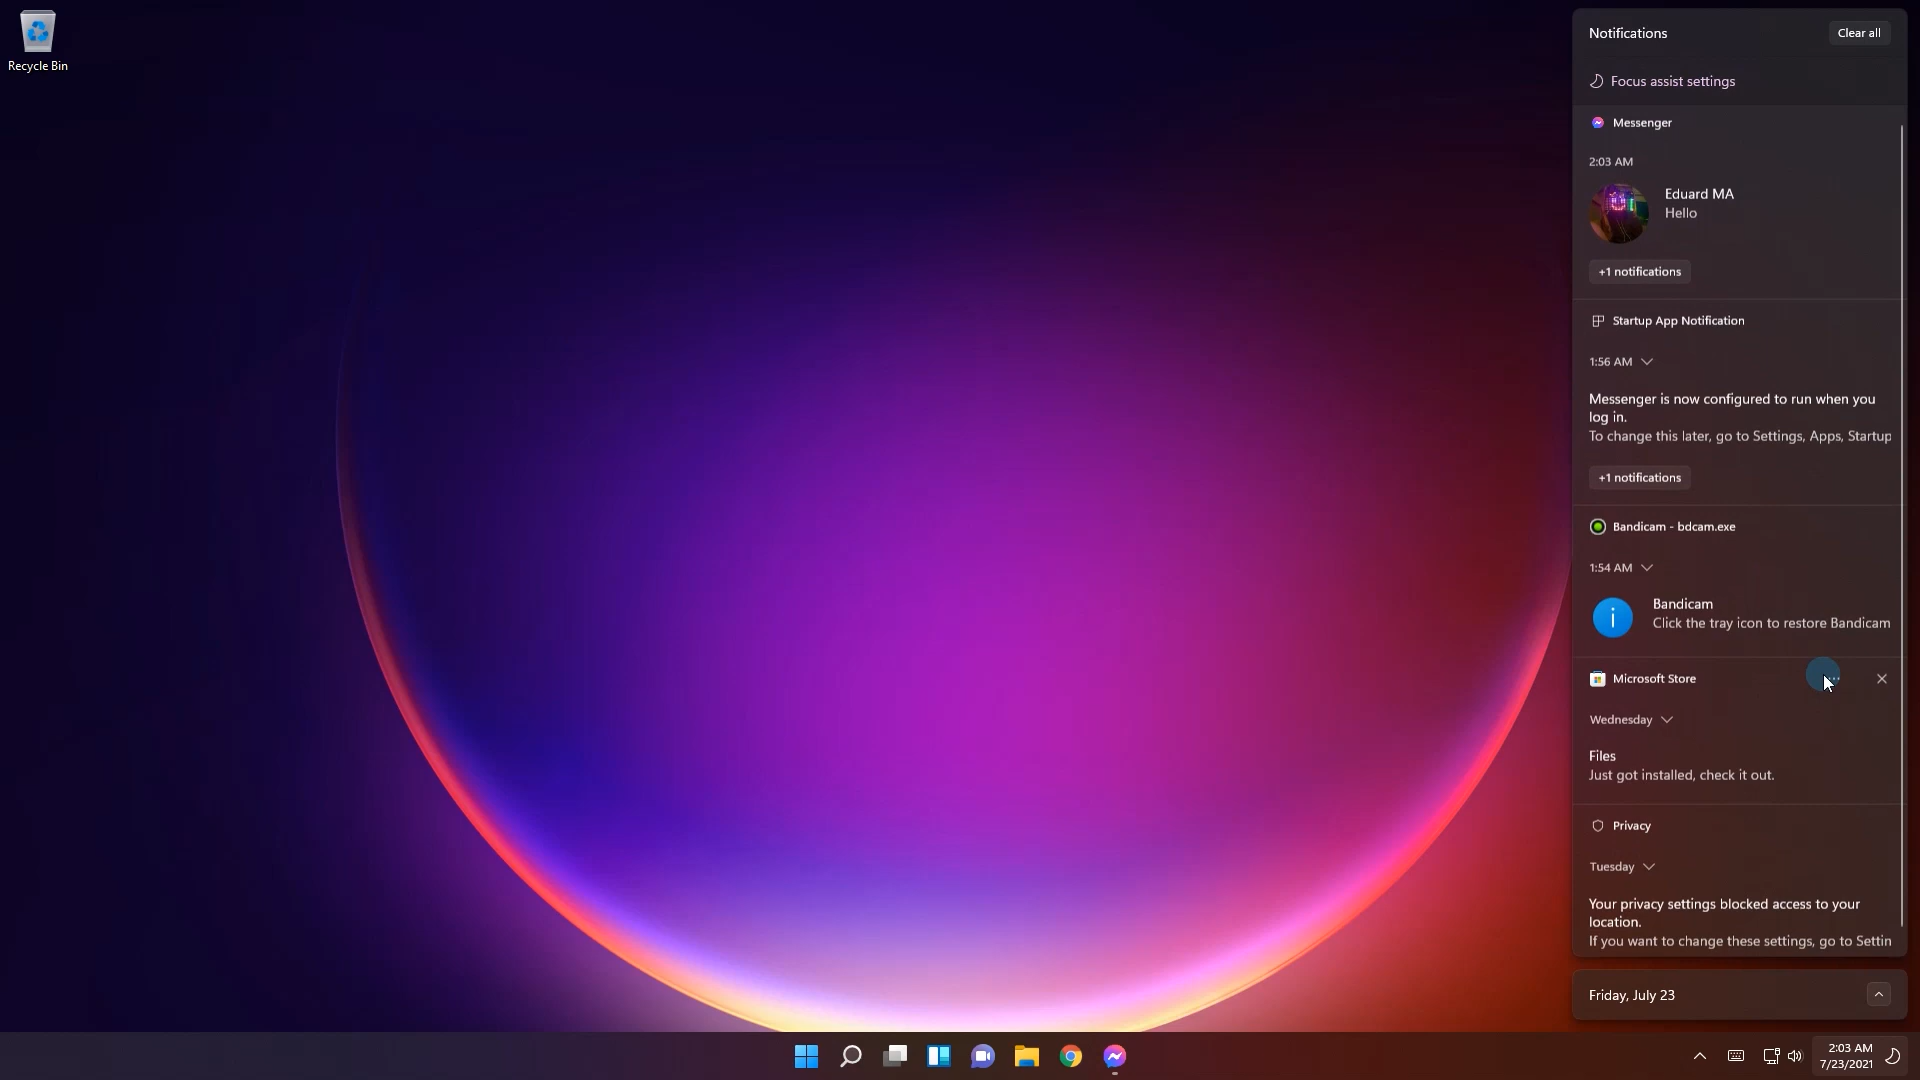 Recycle Bin
Notifications
Clear all
Focus assist settings
Messenger
2:03 AM
Eduard MA
Hello
+1 notifications
Startup App Notification
1:56 AM
Messenger is now configured to run when you
log in.
To change this later, go to Settings, Apps, Startup
+1 notifications
Bandicam - bdcam.exe
1:54 AM
Bandicam
Click the tray icon to restore Bandicam
Microsoft Store
Wednesday
Files
Just got installed, check it out.
Privacy
Tuesday
Your privacy settings blocked access to your
location.
If you want to change these settings, go to Settin
Friday, July 23
2:03 AM
7/23/2021